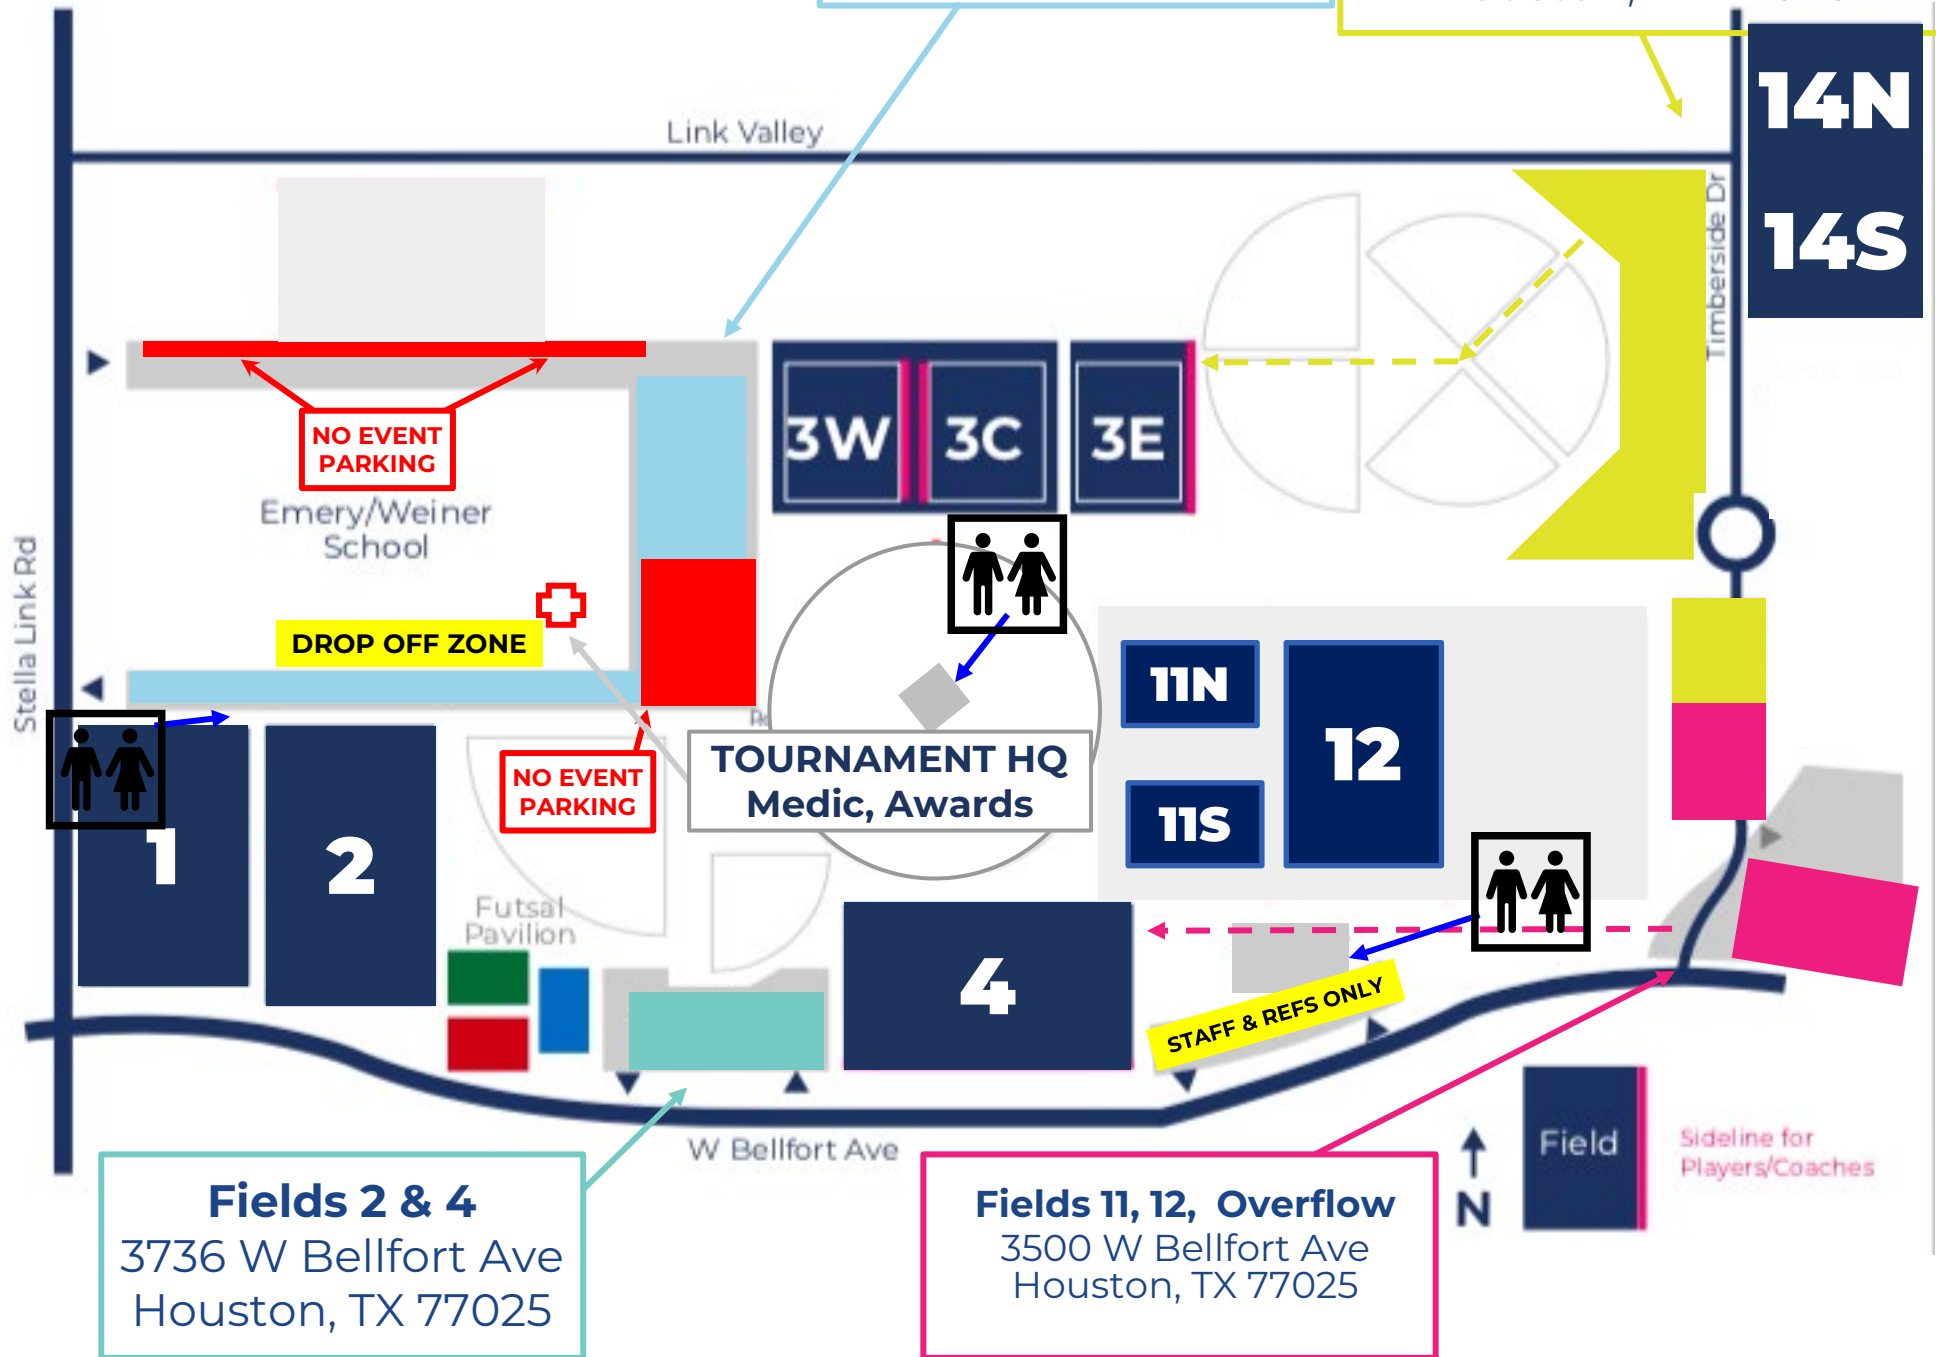 Link Valley
14N
14S
Timberside Dr
3W
3C
3E
NO EVENT
PARKING
Emery/Weiner
School
Stella Link Rd
DROP OFF ZONE
11N
12
11S
TOURNAMENT HQ
Medic, Awards
NO EVENT
PARKING
1
2
Futsal
Pavilion
4
STAFF & REFS ONLY
W Bellfort Ave
Field
Sideline for
Players/Coaches
N
Fields 2 & 4
3736 W Bellfort Ave
Houston, TX 77025
Fields 11, 12, Overflow
3500 W Bellfort Ave
Houston, TX 77025